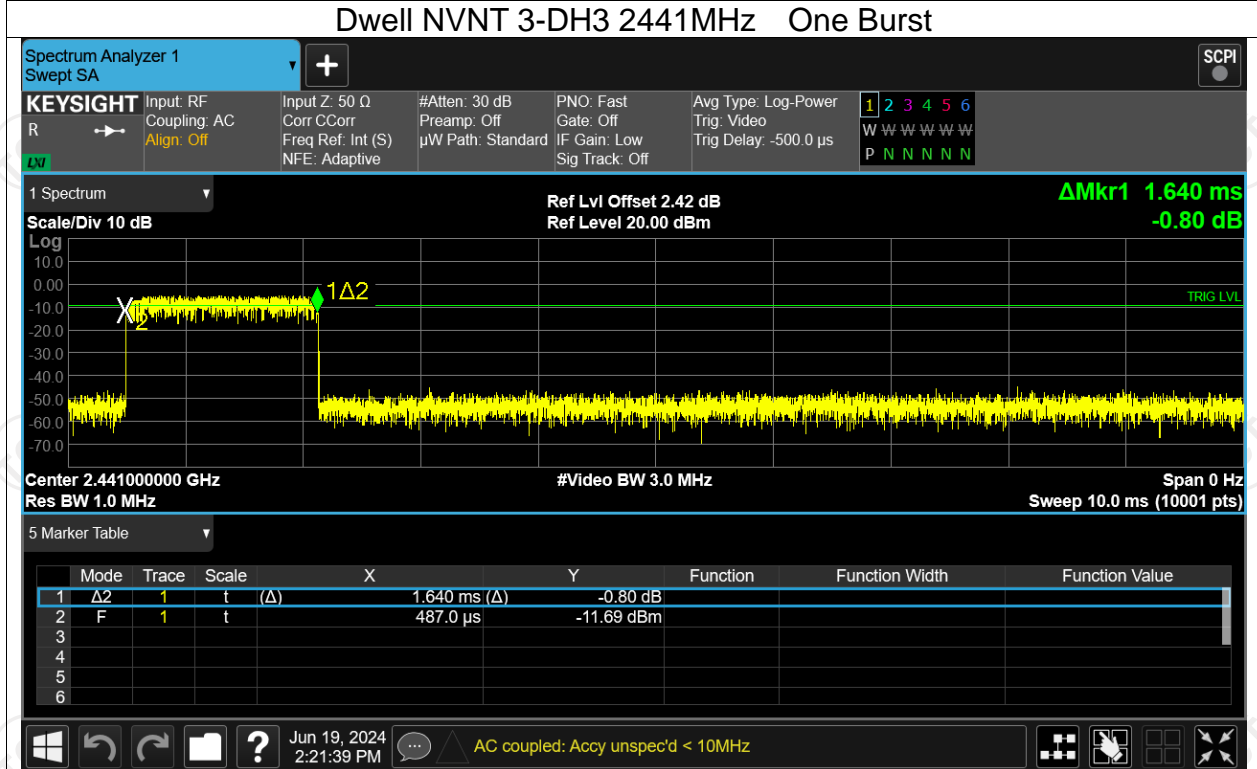 Dwell NVNT 3-DH3 2441MHz One Burst
Spectrum Analyzer 1
Swept SA
+
SCPI
KEYSIGHT Input: RF Input Z: 50 Ω #Atten: 30 dB PNO: Fast Avg Type: Log-Power 1 2 3 4 5 6
R Coupling: AC Corr CCorr Preamp: Off Gate: Off Trig: Video
Align: Off Freq Ref: Int (S) µW Path: Standard IF Gain: Low Trig Delay: -500.0 µs W W W W W W
LXI NFE: Adaptive Sig Track: Off P N N N N N
1 Spectrum
Ref Lvl Offset 2.42 dB ΔMkr1 1.640 ms
Scale/Div 10 dB Ref Level 20.00 dBm -0.80 dB
Log
10.0
0.00
1Δ2
TRIG LVL
-10.0
2
-20.0
-30.0
-40.0
-50.0
-60.0
-70.0
Center 2.441000000 GHz #Video BW 3.0 MHz Span 0 Hz
Res BW 1.0 MHz Sweep 10.0 ms (10001 pts)
5 Marker Table
Mode Trace Scale X Y Function Function Width Function Value
1 Δ2 1 t (Δ) 1.640 ms (Δ) -0.80 dB
2 F 1 t 487.0 µs -11.69 dBm
3
4
5
6
? Jun 19, 2024
2:21:39 PM
AC coupled: Accy unspec'd < 10MHz